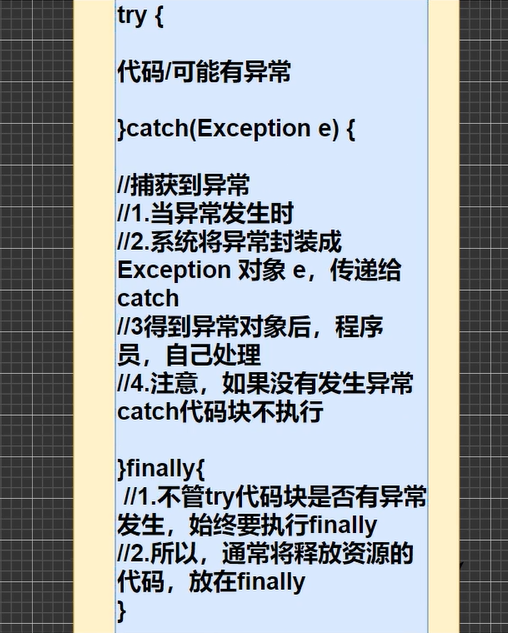 try {
代码/可能有异常
}catch(Exception e) {
//捕获到异常
//1.当异常发生时
//2.系统将异常封装成
Exception 对象 e，传递给
catch
//3得到异常对象后，程序
员，自己处理
//4.注意，如果没有发生异常
catch代码块不执行
}finally{
//1.不管try代码块是否有异常
发生，始终要执行finally
//2.所以，通常将释放资源的
代码，放在finally
}